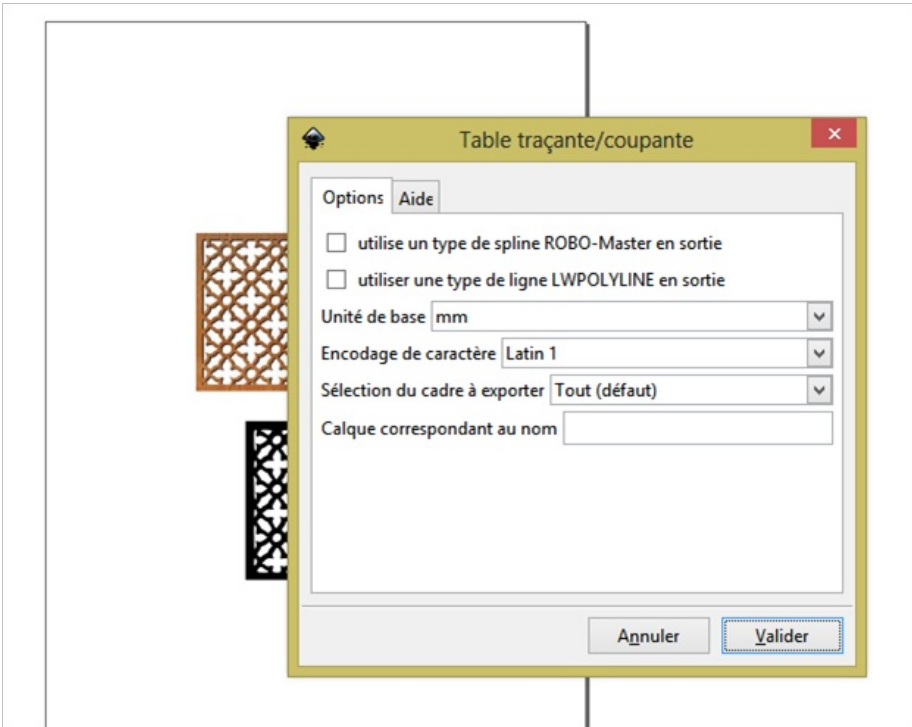 Table traçante/coupante
Options Aide
utilise un type de spline ROBO-Master en sortie
utiliser une type de ligne LWPOLYLINE en sortie
Unité de base mm
Encodage de caractère Latin 1
Sélection du cadre à exporter Tout (défaut)
Calque correspondant au nom
Annuler Valider